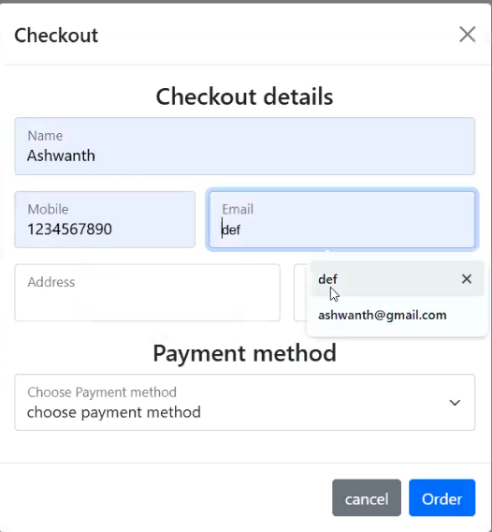 Checkout
Checkout details
Name
Ashwanth
Mobile
1234567890
Email
def
Address
def
ashwanth@gmail.com
Payment method
Choose Payment method
choose payment method
cancel
Order